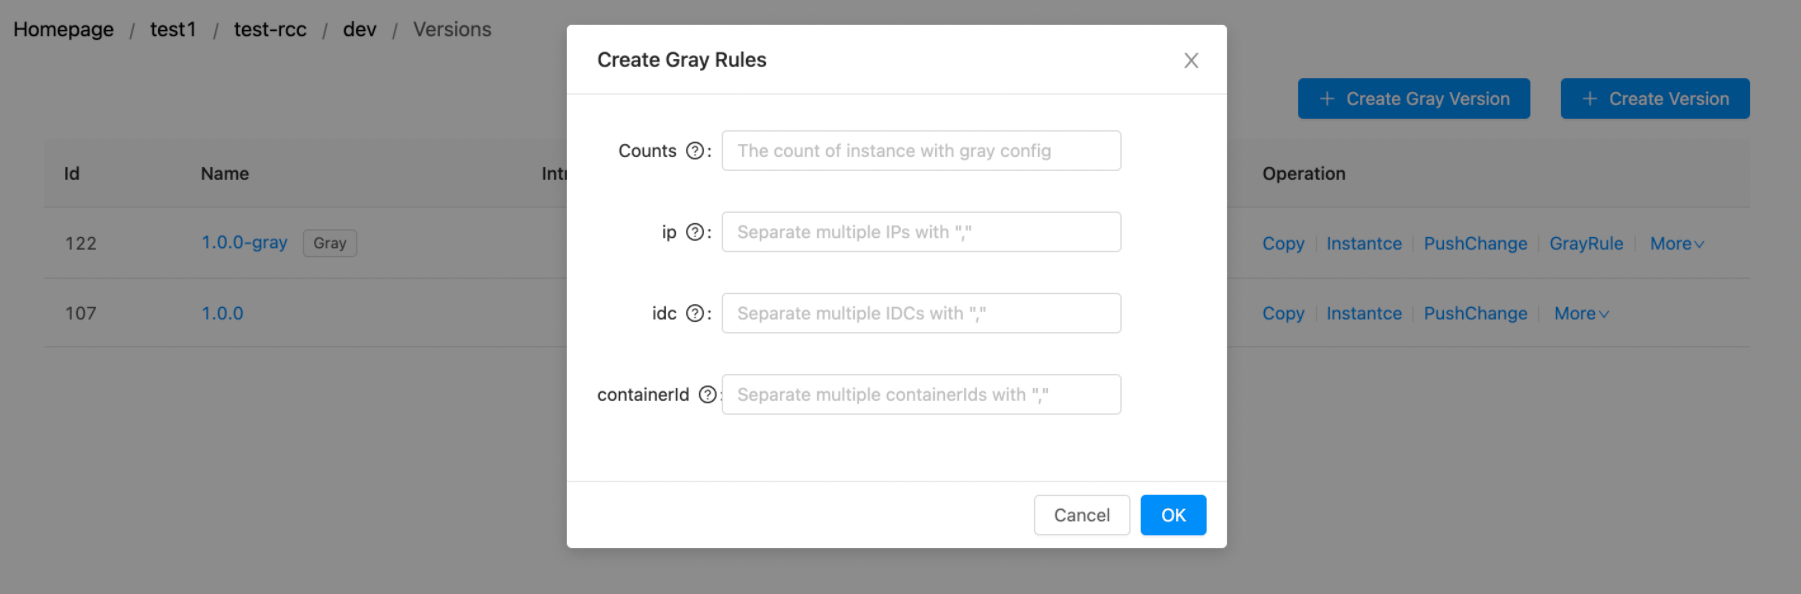 Homepage / test1 / test-rcc / dev / Versions
Create Gray Rules
+ Create Gray Version
+ Create Version
Id Name Intr Operation
Counts ? : The count of instance with gray config
ip ? : Separate multiple IPs with ","
idc ? : Separate multiple IDCs with ","
containerId ? : Separate multiple containerIds with ","
Cancel OK
122 1.0.0-gray Gray Copy Instantce PushChange GrayRule More
107 1.0.0 Copy Instantce PushChange More